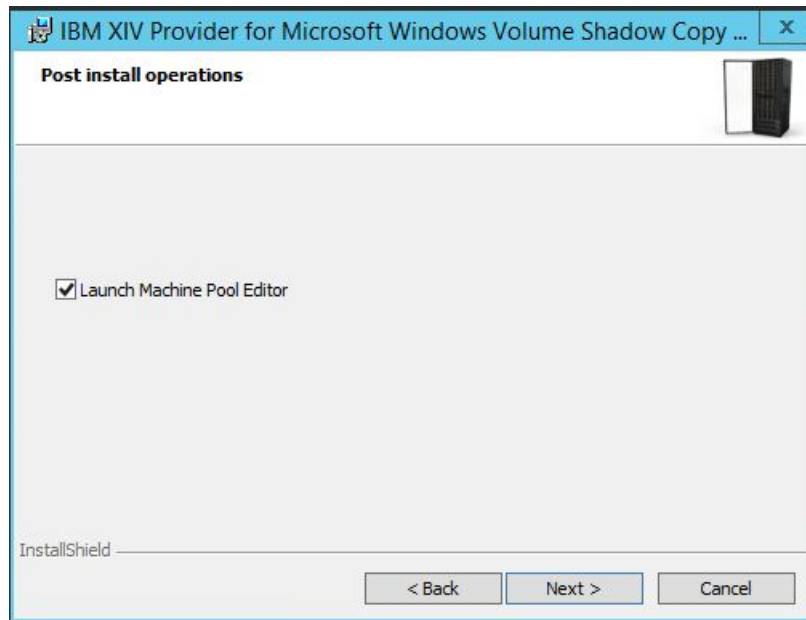 IBM XIV Provider for Microsoft Windows Volume Shadow Copy ...
x
Post install operations
Launch Machine Pool Editor
InstallShield
< Back
Next >
Cancel